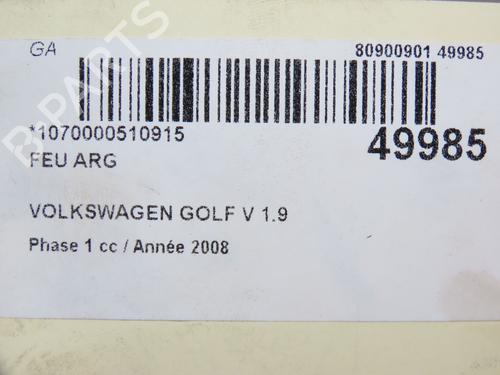 GA 80900901 49985
*1070000510915 49985
FEU ARG
VOLKSWAGEN GOLF V 1.9
Phase 1 cc / Année 2008
B-PARTS